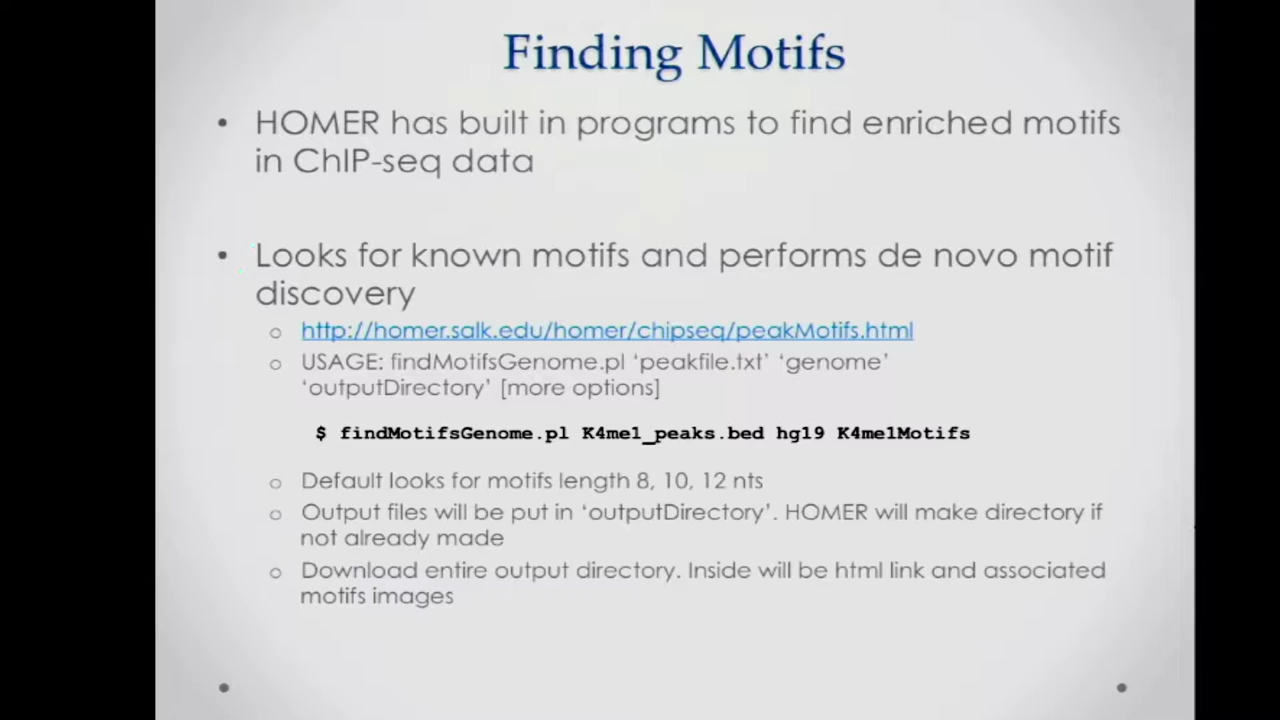 Finding Motifs
• HOMER has built in programs to find enriched motifs
in ChIP-seq data
• Looks for known motifs and performs de novo motif
discovery
○ http://homer.salk.edu/homer/chipseq/peakMotifs.html
○ USAGE: findMotifsGenome.pl ‘peakfile.txt’ ‘genome’
‘outputDirectory’ [more options]
$ findMotifsGenome.pl K4me1_peaks.bed hg19 K4me1Motifs
○ Default looks for motifs length 8, 10, 12 nts
○ Output files will be put in ‘outputDirectory’. HOMER will make directory if
not already made
○ Download entire output directory. Inside will be html link and associated
motifs images